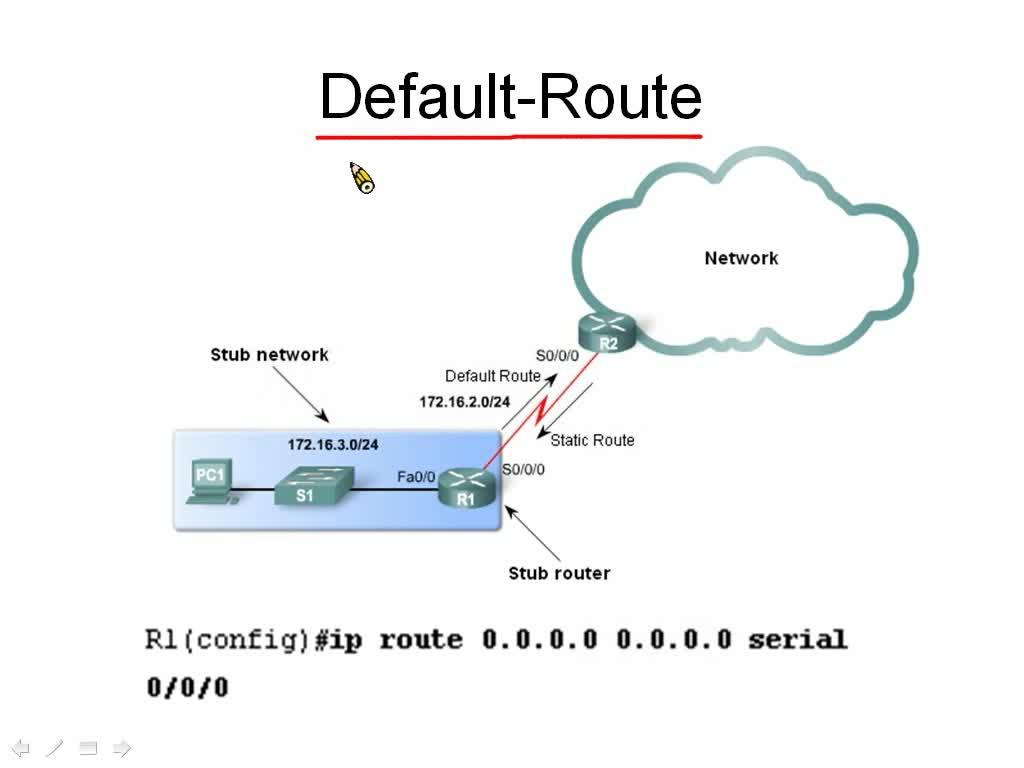 Default-Route
Network
R2
S0/0/0
Stub network
Default Route
172.16.2.0/24
Static Route
172.16.3.0/24
PC1
S1
Fa0/0
R1
S0/0/0
Stub router
R1(config)#ip route 0.0.0.0 0.0.0.0 serial
0/0/0